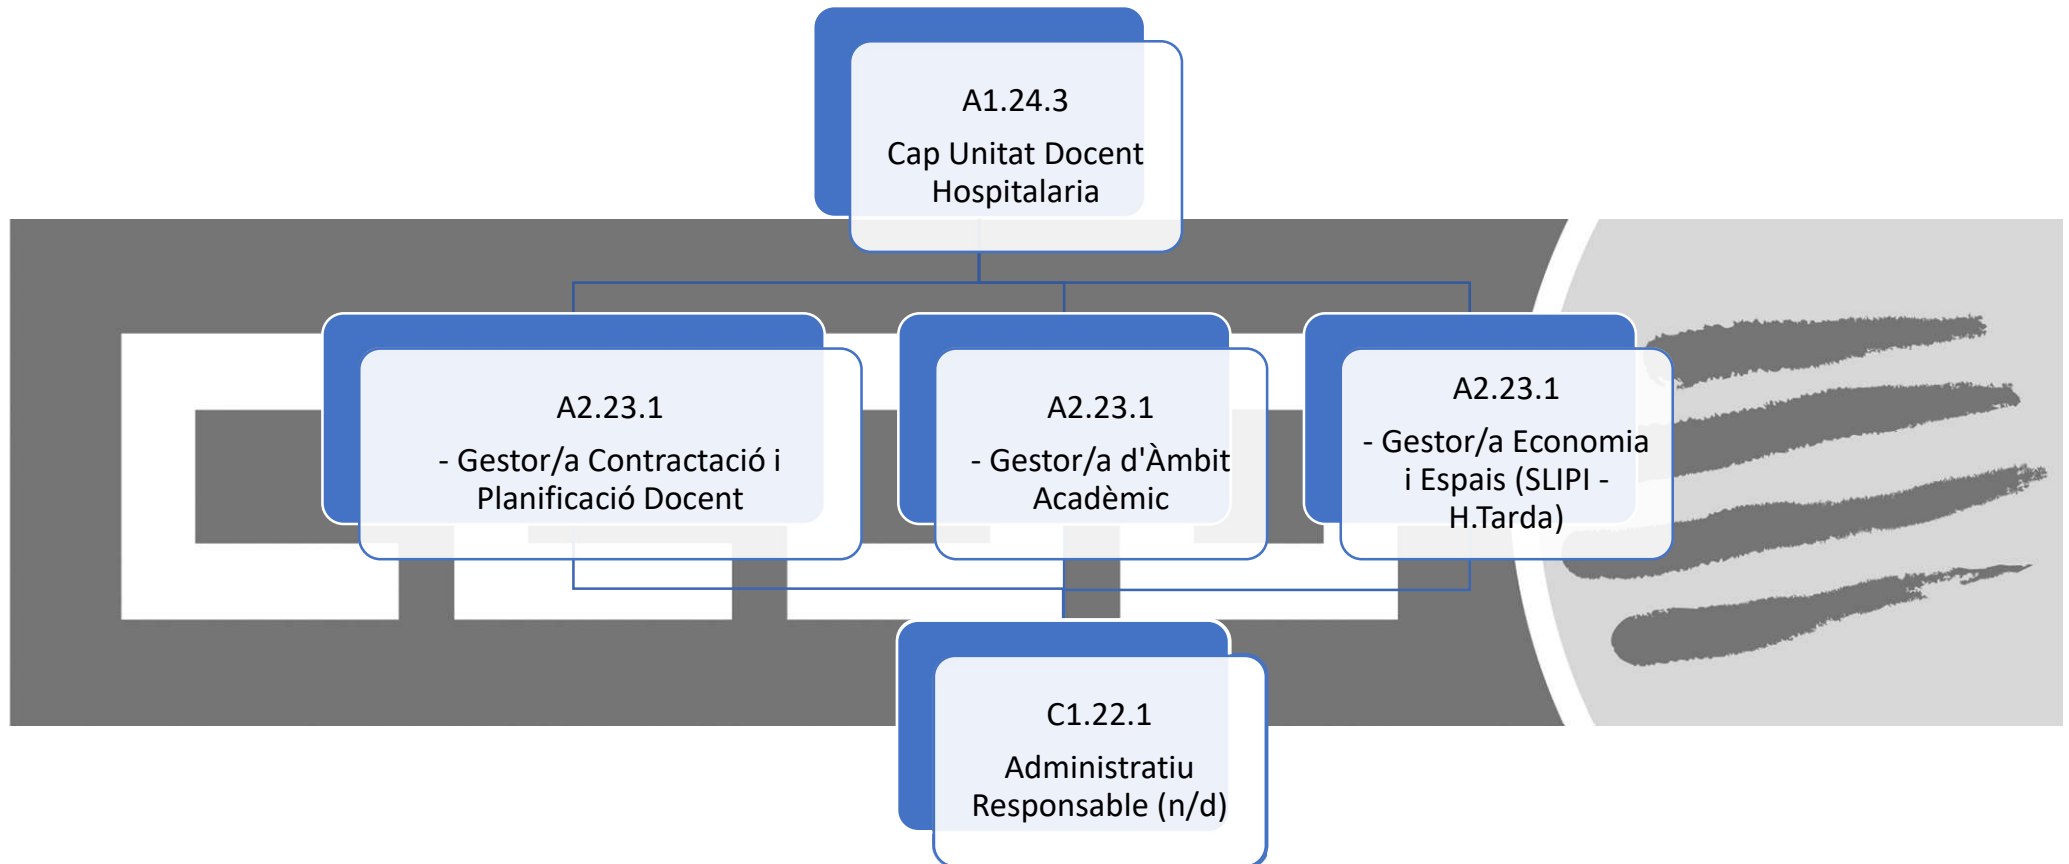 A1.24.3
Cap Unitat Docent
Hospitalaria
A2.23.1
- Gestor/a Contractació i
Planificació Docent
A2.23.1
- Gestor/a d'Àmbit
Acadèmic
A2.23.1
- Gestor/a Economia
i Espais (SLIPI -
H.Tarda)
C1.22.1
Administratiu
Responsable (n/d)